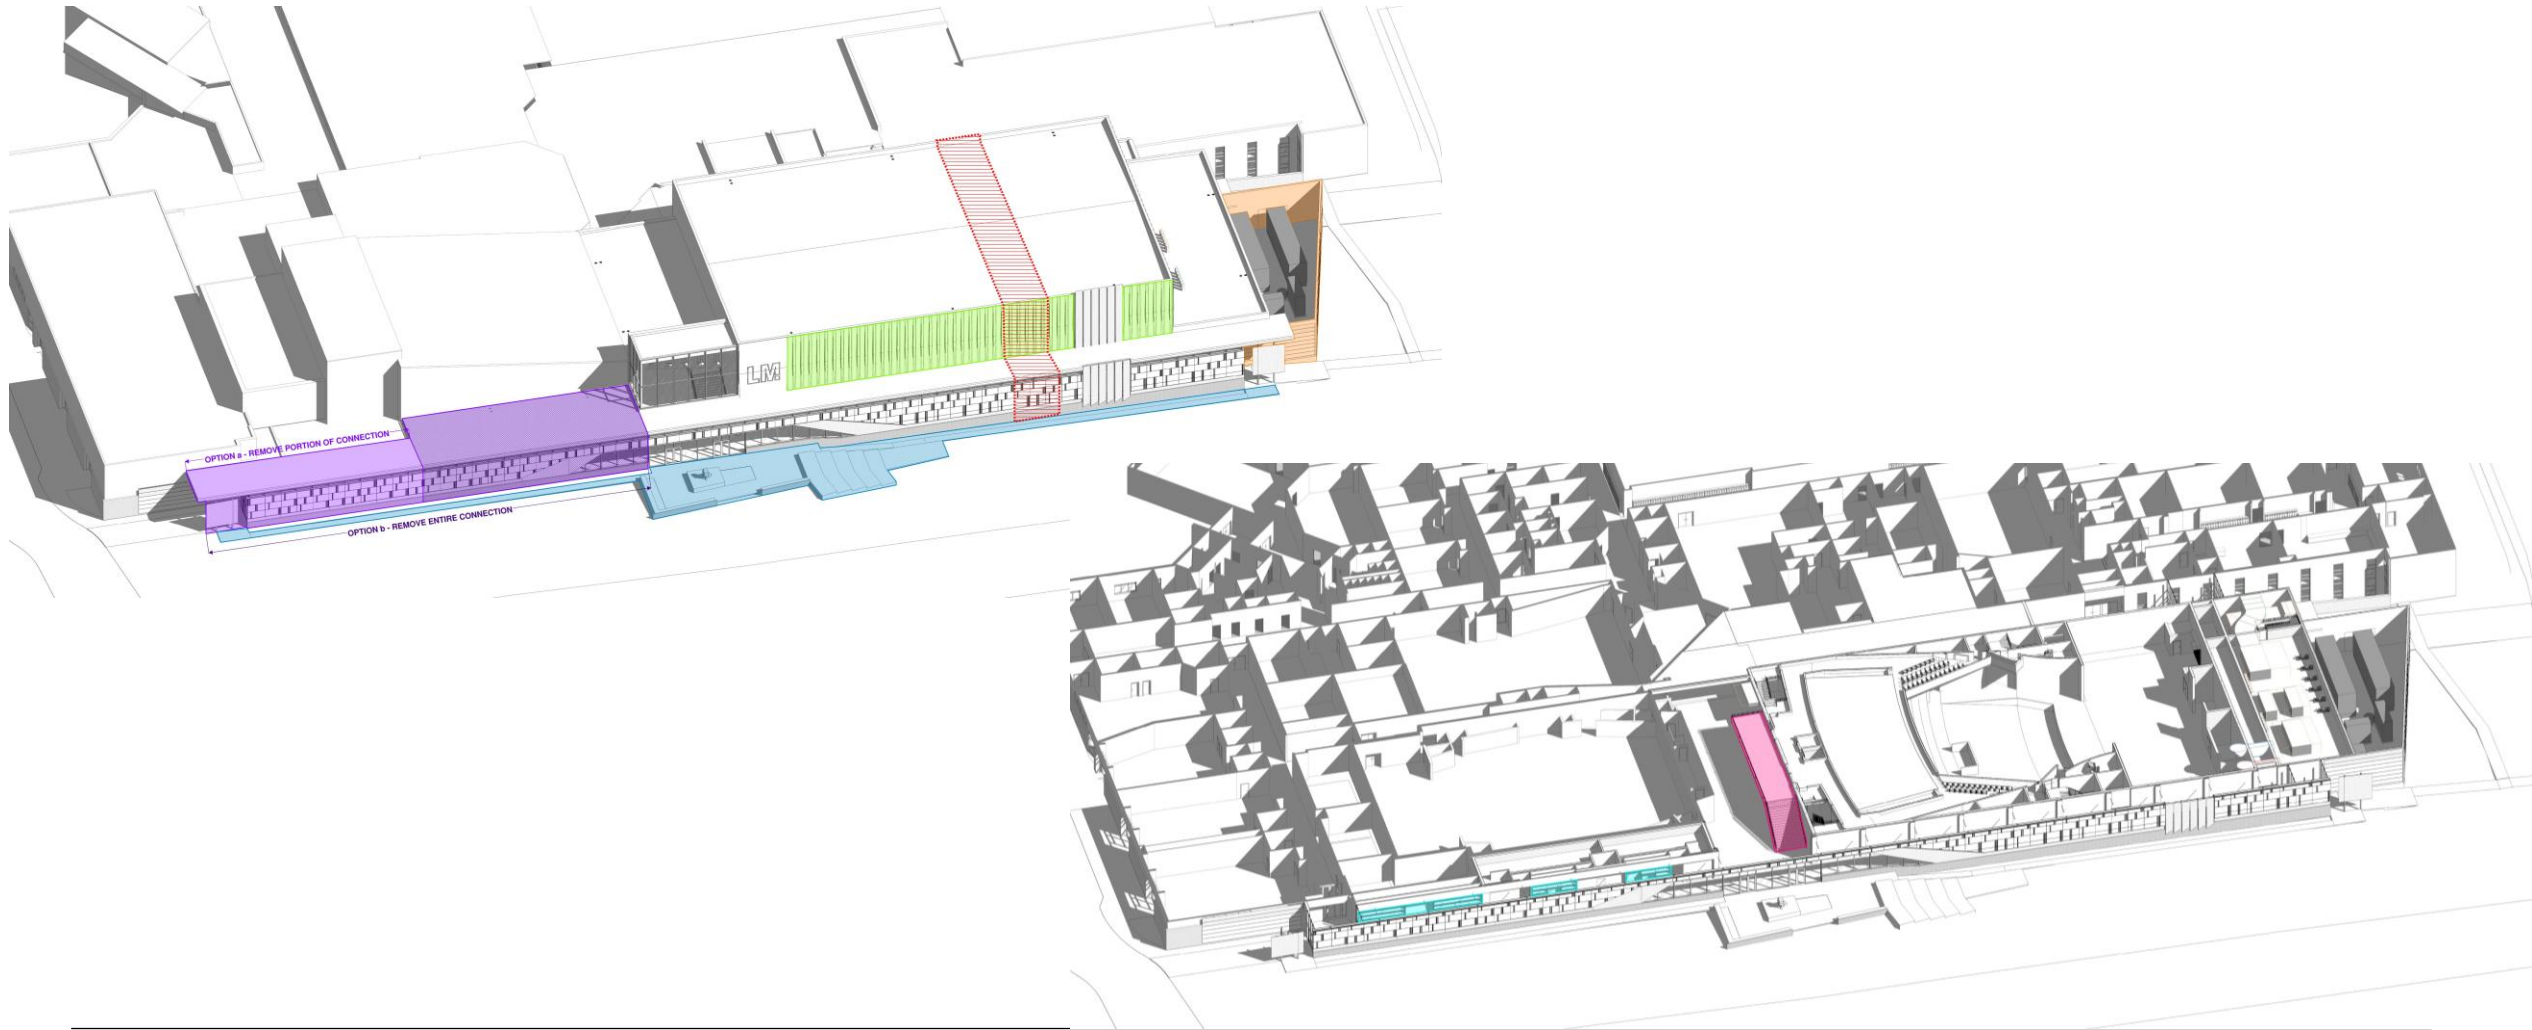 LM
OPTION a - REMOVE PORTION OF CONNECTION
OPTION b - REMOVE ENTIRE CONNECTION